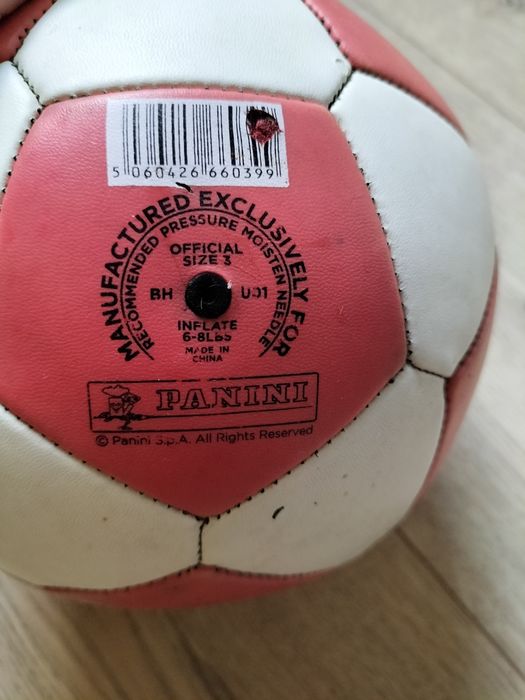 5 060426 660399
MANUFACTURED EXCLUSIVELY FOR
RECOMMENDED PRESSURE MOISTEN NEEDLE
OFFICIAL
SIZE 3
BH U01
INFLATE
6-8LBS
MADE IN
CHINA
PANINI
© Panini S.p.A. All Rights Reserved